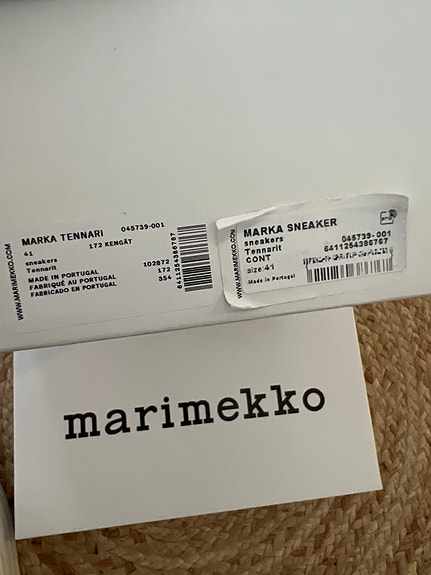 WWW.MARIMEKKO.COM
MARKA TENNARI 045739-001
41 172 KENGÄT
sneakers
Tennarit 102872
MADE IN PORTUGAL 172
FABRIQUÉ AU PORTUGAL 354
FABRICADO EN PORTUGAL
6411254386767
WWW.MARIMEKKO.COM
MARKA SNEAKER
sneakers 045739-001
Tennarit 6411254386767
CONT
size:41
Made in Portugal
marimekko